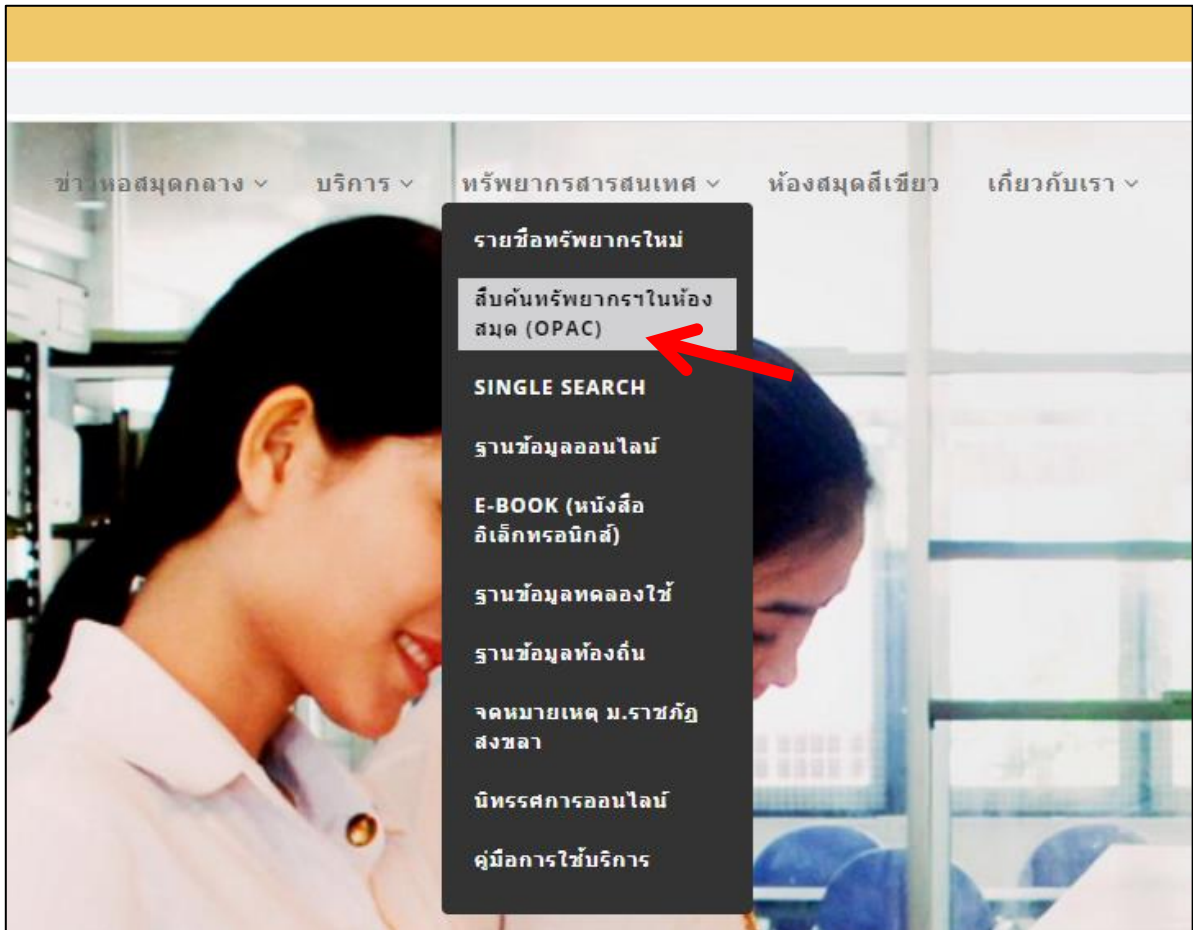 ข่าวหอสมุดกลาง
บริการ
ทรัพยากรสารสนเทศ
ห้องสมุดสีเขียว
เกี่ยวกับเรา
รายชื่อทรัพยากรใหม่
สืบค้นทรัพยากรฯในห้อง
สมุด (OPAC)
SINGLE SEARCH
ฐานข้อมูลออนไลน์
E-BOOK (หนังสือ
อิเล็กทรอนิกส์)
ฐานข้อมูลทดลองใช้
ฐานข้อมูลท้องถิ่น
จดหมายเหตุ ม.ราชภัฏ
สงขลา
นิทรรศการออนไลน์
คู่มือการใช้บริการ